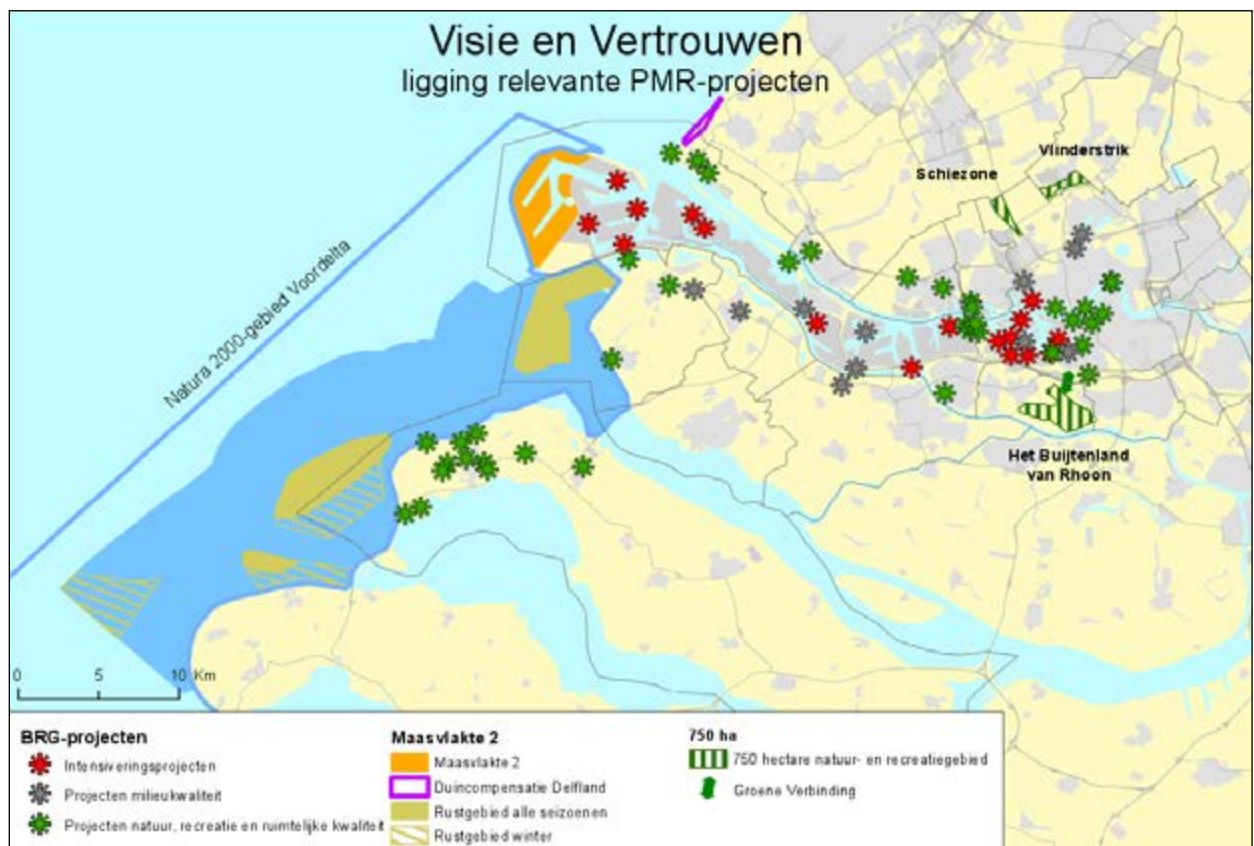 Visie en Vertrouwen
ligging relevante PMR-projecten
Vlinderstrik
Schiezone
Natura 2000-gebied Voordelta
Het Buijtenland
van Rhoon
0 5 10 Km
BRG-projecten
Intensiveringsprojecten
Projecten milieukwaliteit
Projecten natuur, recreatie en ruimtelijke kwaliteit
Maasvlakte 2
Maasvlakte 2
Duincompensatie Delfland
Rustgebied alle seizoenen
Rustgebied winter
750 ha
750 hectare natuur- en recreatiegebied
Groene Verbinding